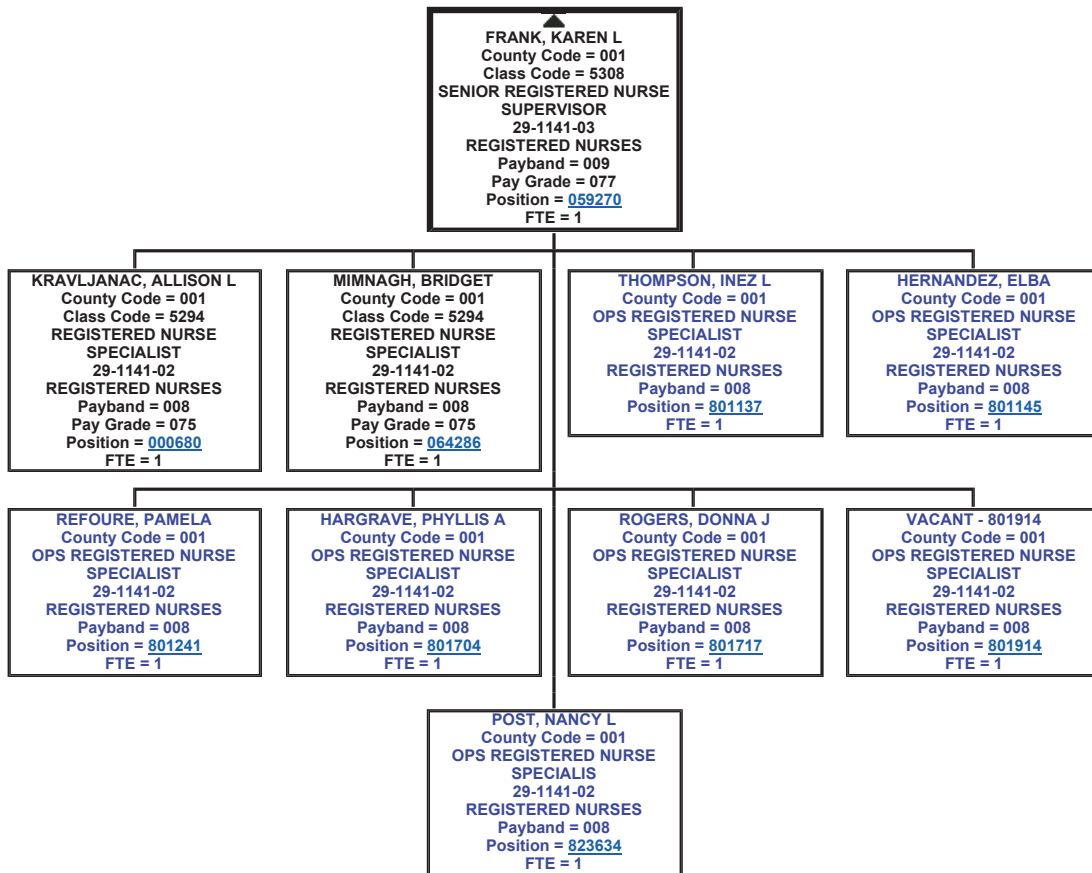 FRANK, KAREN L
County Code = 001
Class Code = 5308
SENIOR REGISTERED NURSE
SUPERVISOR
29-1141-03
REGISTERED NURSES
Payband = 009
Pay Grade = 077
Position = 059270
FTE = 1
KRAVLJANAC, ALLISON L
County Code = 001
Class Code = 5294
REGISTERED NURSE
SPECIALIST
29-1141-02
REGISTERED NURSES
Payband = 008
Pay Grade = 075
Position = 000680
FTE = 1
MIMNAGH, BRIDGET
County Code = 001
Class Code = 5294
REGISTERED NURSE
SPECIALIST
29-1141-02
REGISTERED NURSES
Payband = 008
Pay Grade = 075
Position = 064286
FTE = 1
THOMPSON, INEZ L
County Code = 001
OPS REGISTERED NURSE
SPECIALIST
29-1141-02
REGISTERED NURSES
Payband = 008
Position = 801137
FTE = 1
HERNANDEZ, ELBA
County Code = 001
OPS REGISTERED NURSE
SPECIALIST
29-1141-02
REGISTERED NURSES
Payband = 008
Position = 801145
FTE = 1
REFOURE, PAMELA
County Code = 001
OPS REGISTERED NURSE
SPECIALIST
29-1141-02
REGISTERED NURSES
Payband = 008
Position = 801241
FTE = 1
HARGRAVE, PHYLLIS A
County Code = 001
OPS REGISTERED NURSE
SPECIALIST
29-1141-02
REGISTERED NURSES
Payband = 008
Position = 801704
FTE = 1
ROGERS, DONNA J
County Code = 001
OPS REGISTERED NURSE
SPECIALIST
29-1141-02
REGISTERED NURSES
Payband = 008
Position = 801717
FTE = 1
VACANT - 801914
County Code = 001
OPS REGISTERED NURSE
SPECIALIST
29-1141-02
REGISTERED NURSES
Payband = 008
Position = 801914
FTE = 1
POST, NANCY L
County Code = 001
OPS REGISTERED NURSE
SPECIALIS
29-1141-02
REGISTERED NURSES
Payband = 008
Position = 823634
FTE = 1